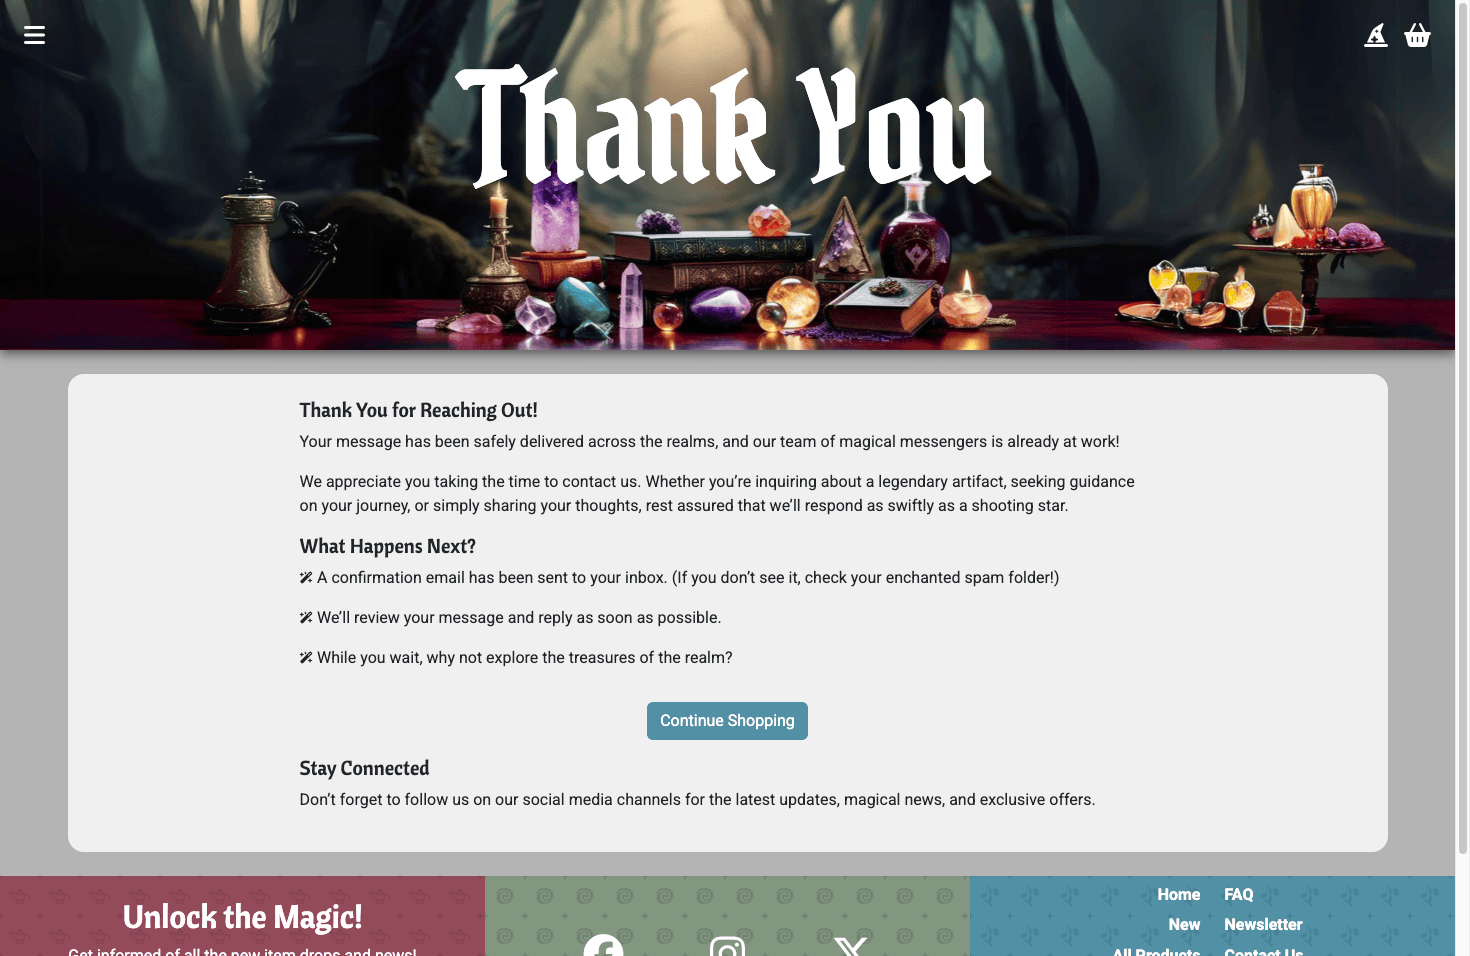 Thank You
Thank You for Reaching Out!
Your message has been safely delivered across the realms, and our team of magical messengers is already at work!
We appreciate you taking the time to contact us. Whether you’re inquiring about a legendary artifact, seeking guidance
on your journey, or simply sharing your thoughts, rest assured that we’ll respond as swiftly as a shooting star.
What Happens Next?
A confirmation email has been sent to your inbox. (If you don’t see it, check your enchanted spam folder!)
We’ll review your message and reply as soon as possible.
While you wait, why not explore the treasures of the realm?
Continue Shopping
Stay Connected
Don’t forget to follow us on our social media channels for the latest updates, magical news, and exclusive offers.
Unlock the Magic!
Get informed of all the new item drops and news!
Home
New
All Products
FAQ
Newsletter
Contact Us